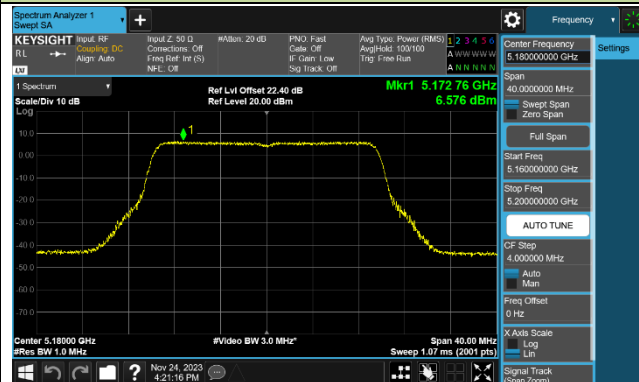 Spectrum Analyzer 1
Swept SA
+
Frequency
KEYSIGHT
RL
LXI
Input: RF
Coupling: DC
Align: Auto
Input Z: 50 Ω
Corrections: Off
Freq Ref: Int (S)
NFE: Off
#Atten: 20 dB
PNO: Fast
Gate: Off
IF Gain: Low
Sig Track: Off
Avg Type: Power (RMS)
Avg|Hold: 100/100
Trig: Free Run
1 2 3 4 5 6
A W W W W W
A N N N N N
1 Spectrum
Scale/Div 10 dB
Log
Ref Lvl Offset 22.40 dB
Ref Level 20.00 dBm
Mkr1 5.172 76 GHz
6.576 dBm
1
10.0
0.00
-10.0
-20.0
-30.0
-40.0
-50.0
-60.0
-70.0
Center 5.18000 GHz
#Res BW 1.0 MHz
#Video BW 3.0 MHz*
Span 40.00 MHz
Sweep 1.07 ms (2001 pts)
Nov 24, 2023
4:21:16 PM
?
Center Frequency
5.180000000 GHz
Settings
Span
40.0000000 MHz
Swept Span
Zero Span
Full Span
Start Freq
5.160000000 GHz
Stop Freq
5.200000000 GHz
AUTO TUNE
CF Step
4.000000 MHz
Auto
Man
Freq Offset
0 Hz
X Axis Scale
Log
Lin
Signal Track
(Span Zoom)